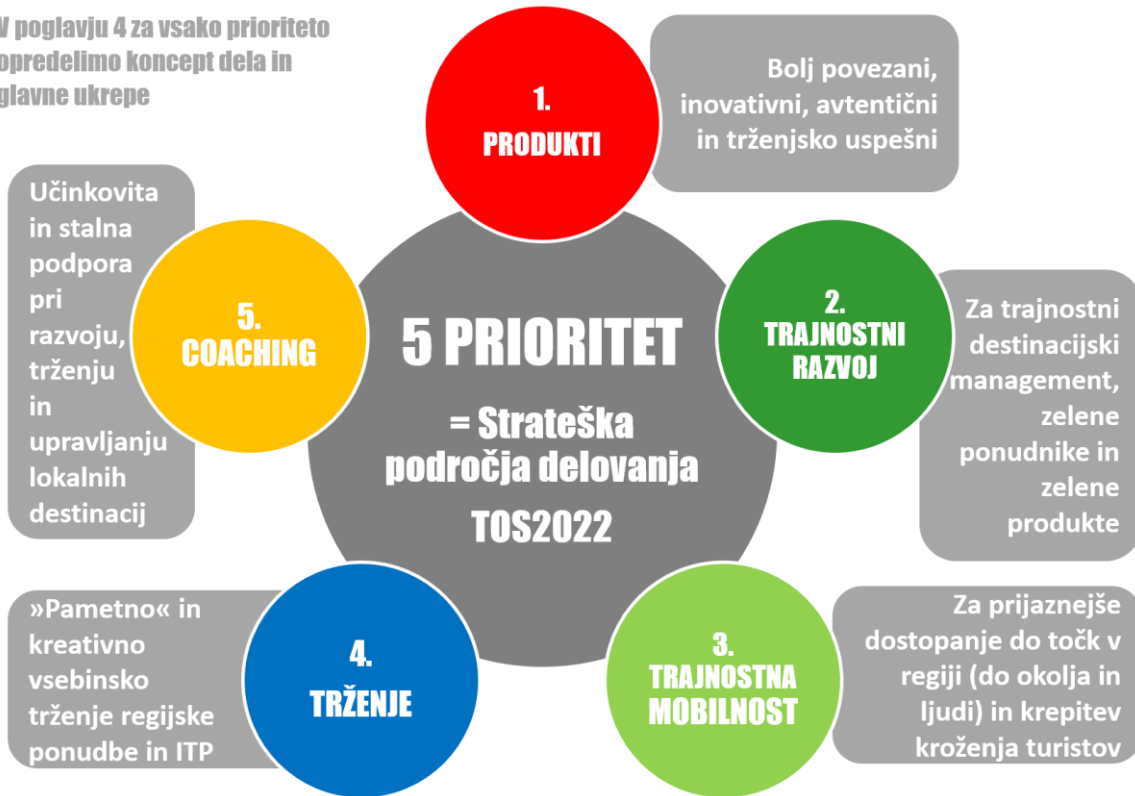 V poglavju 4 za vsako prioriteto
opredelimo koncept dela in
glavne ukrepe
1.
PRODUKTI
Bolj povezani,
inovativni, avtentični
in trženjsko uspešni
2.
TRAJNOSTNI
RAZVOJ
Za trajnostni
destinacijski
management,
zelene
ponudnike in
zelene
produkte
3.
TRAJNOSTNA
MOBILNOST
Za prijaznejše
dostopanje do točk v
regiji (do okolja in
ljudi) in krepitev
kroženja turistov
4.
TRŽENJE
»Pametno« in
kreativno
vsebinsko
trženje regijske
ponudbe in ITP
5.
COACHING
Učinkovita
in stalna
podpora
pri
razvoju,
trženju
in
upravljanju
lokalnih
destinacij
5 PRIORITET
= Strateška
področja delovanja
TOS2022